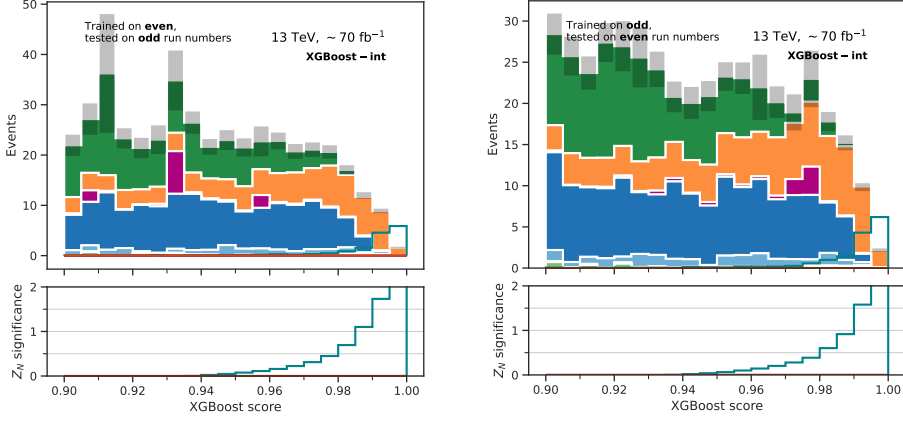 Trained on even,
tested on odd run numbers
13 TeV, ~ 70 fb⁻¹
XGBoost – int
Events
50
40
30
20
10
0
Z_N significance
2
1
0
0.90 0.92 0.94 0.96 0.98 1.00
XGBoost score
Trained on odd,
tested on even run numbers
13 TeV, ~ 70 fb⁻¹
XGBoost – int
Events
30
25
20
15
10
5
0
Z_N significance
2
1
0
0.90 0.92 0.94 0.96 0.98 1.00
XGBoost score